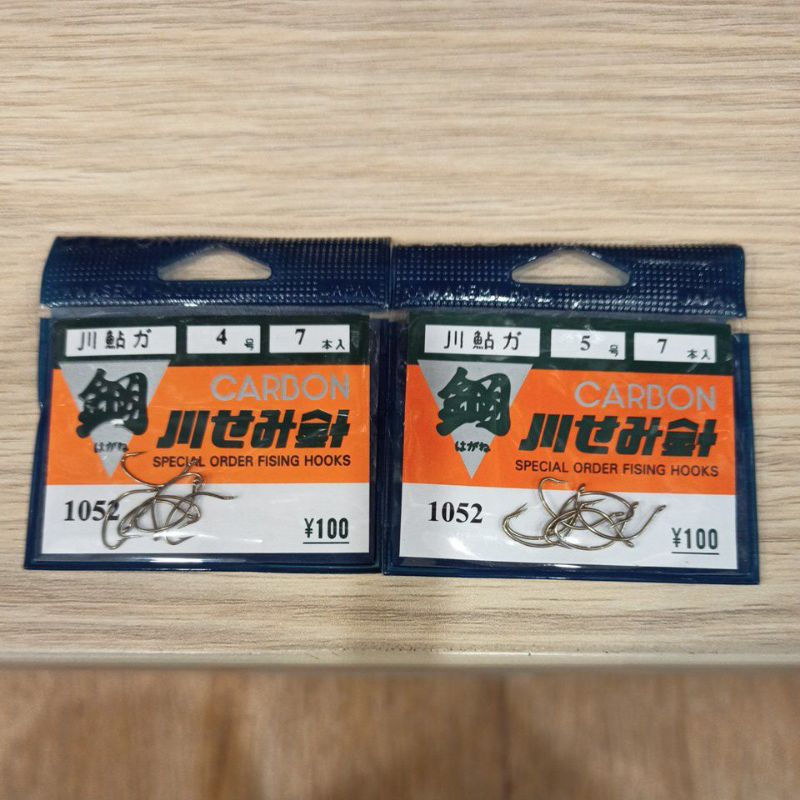 川鮎ガ 4号 7本入
鋼
はがね
CARBON
川せみ針
SPECIAL ORDER FISING HOOKS
1052
¥100
川鮎ガ 5号 7本入
鋼
はがね
CARBON
川せみ針
SPECIAL ORDER FISING HOOKS
1052
¥100